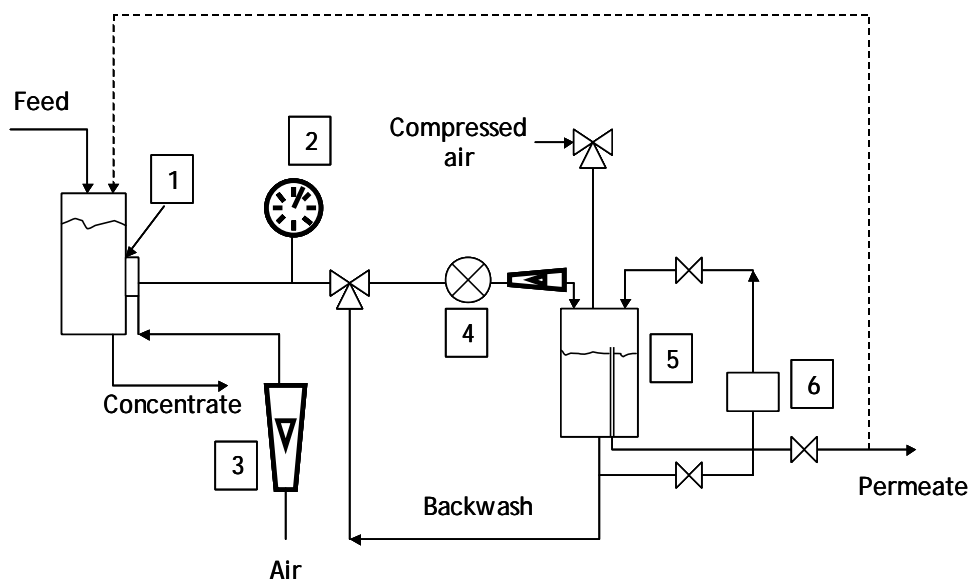 Feed
2
Compressed
air
1
4
5
6
Concentrate
3
Backwash
Permeate
Air